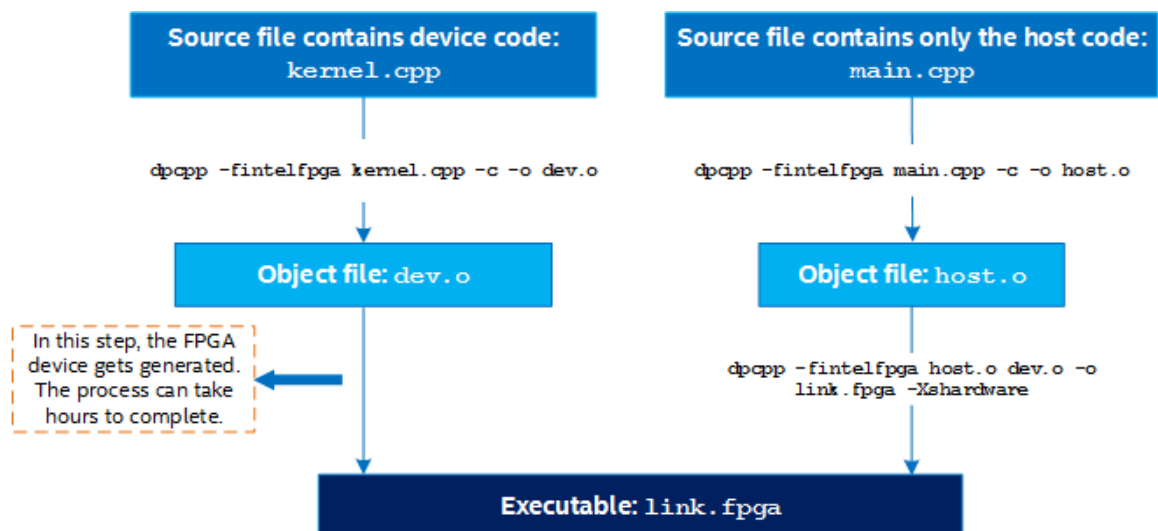 Source file contains device code:
kernel.cpp
Source file contains only the host code:
main.cpp
dpcpp -fintelfpga kernel.cpp -c -o dev.o
dpcpp -fintelfpga main.cpp -c -o host.o
Object file: dev.o
Object file: host.o
In this step, the FPGA
device gets generated.
The process can take
hours to complete.
dpcpp -fintelfpga host.o dev.o -o
link.fpga -Xshardware
Executable: link.fpga